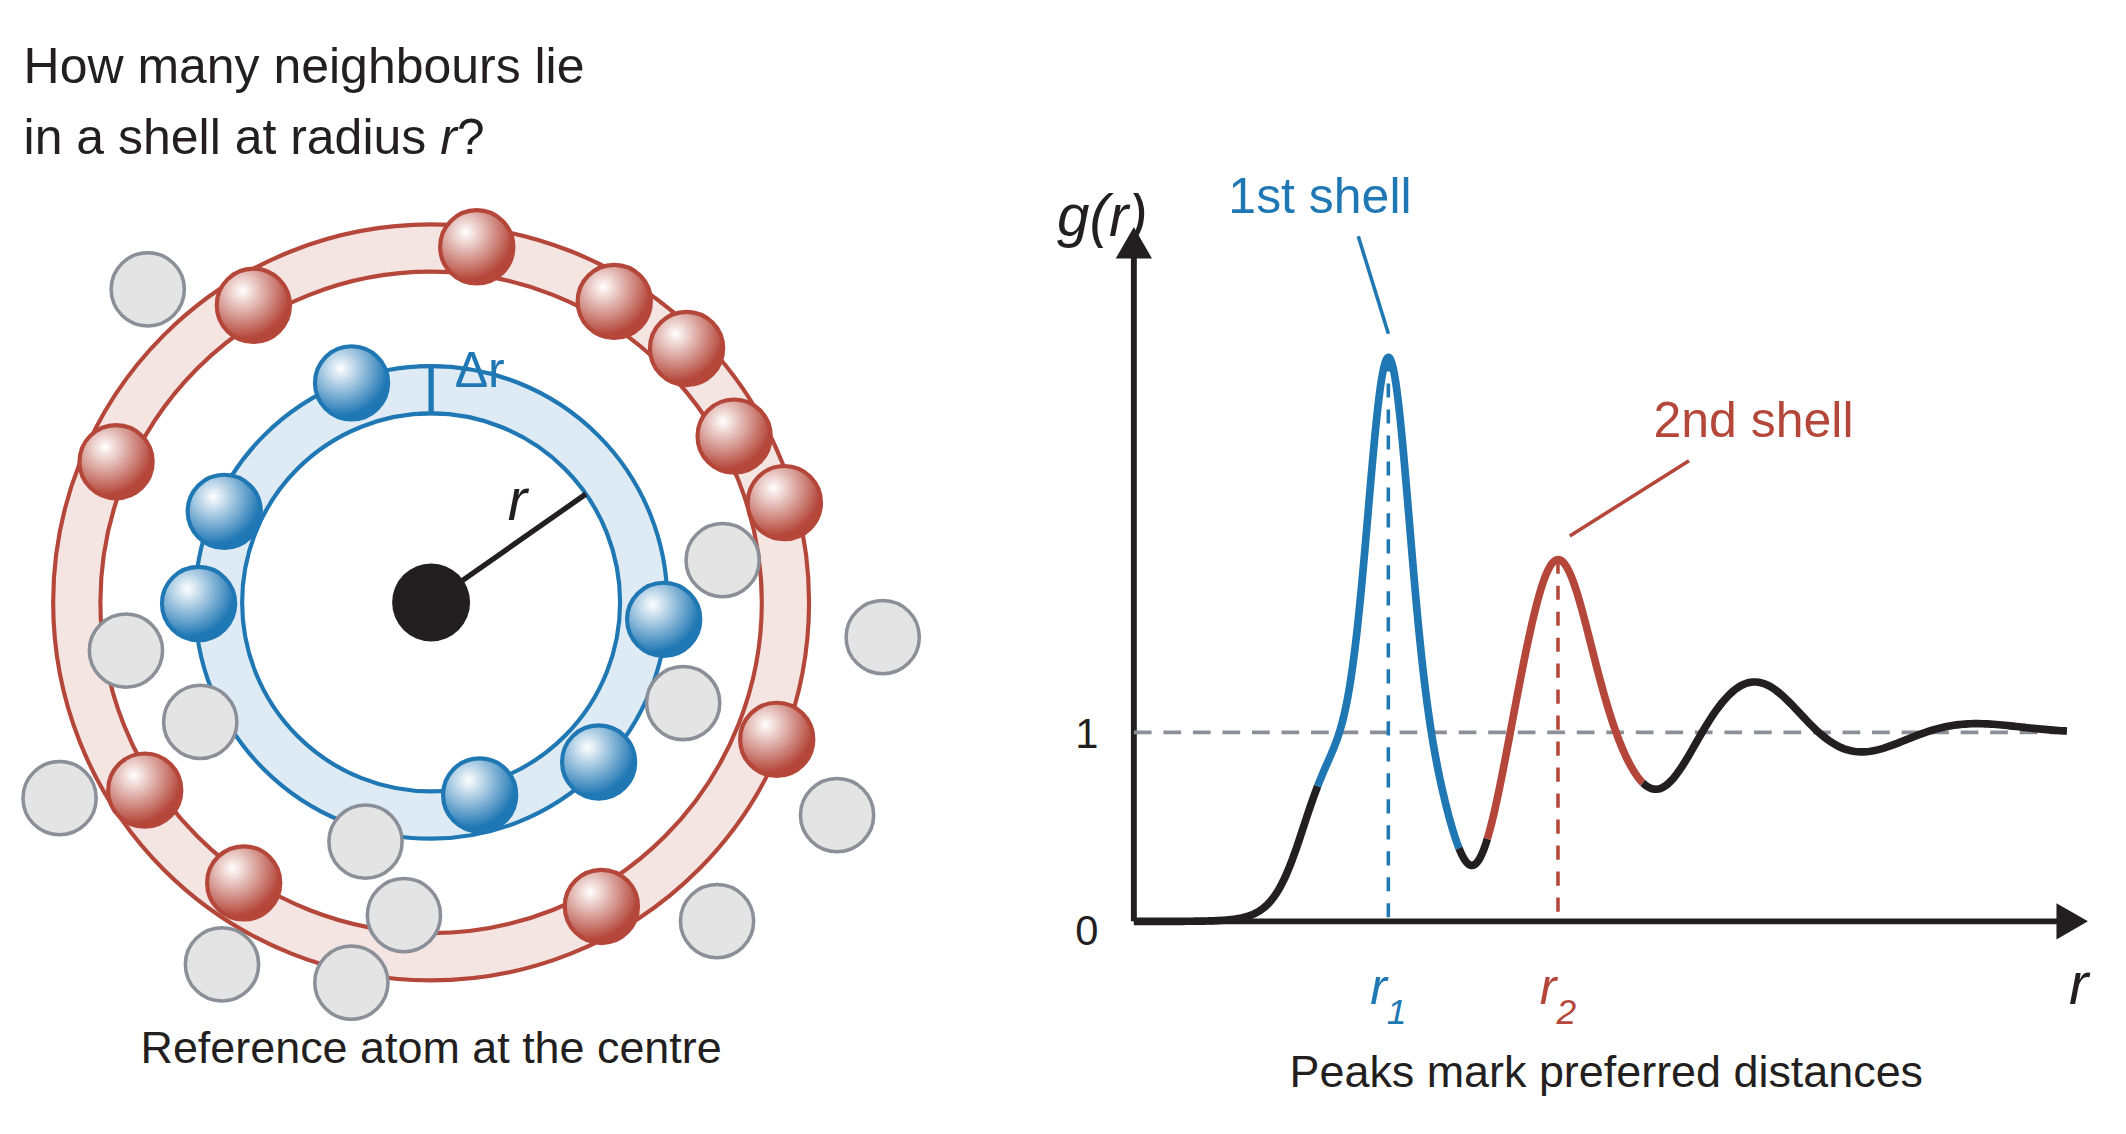 How many neighbours lie
in a shell at radius r?
Δr
r
Reference atom at the centre
g(r)
1st shell
2nd shell
1
0
r1
r2
r
Peaks mark preferred distances